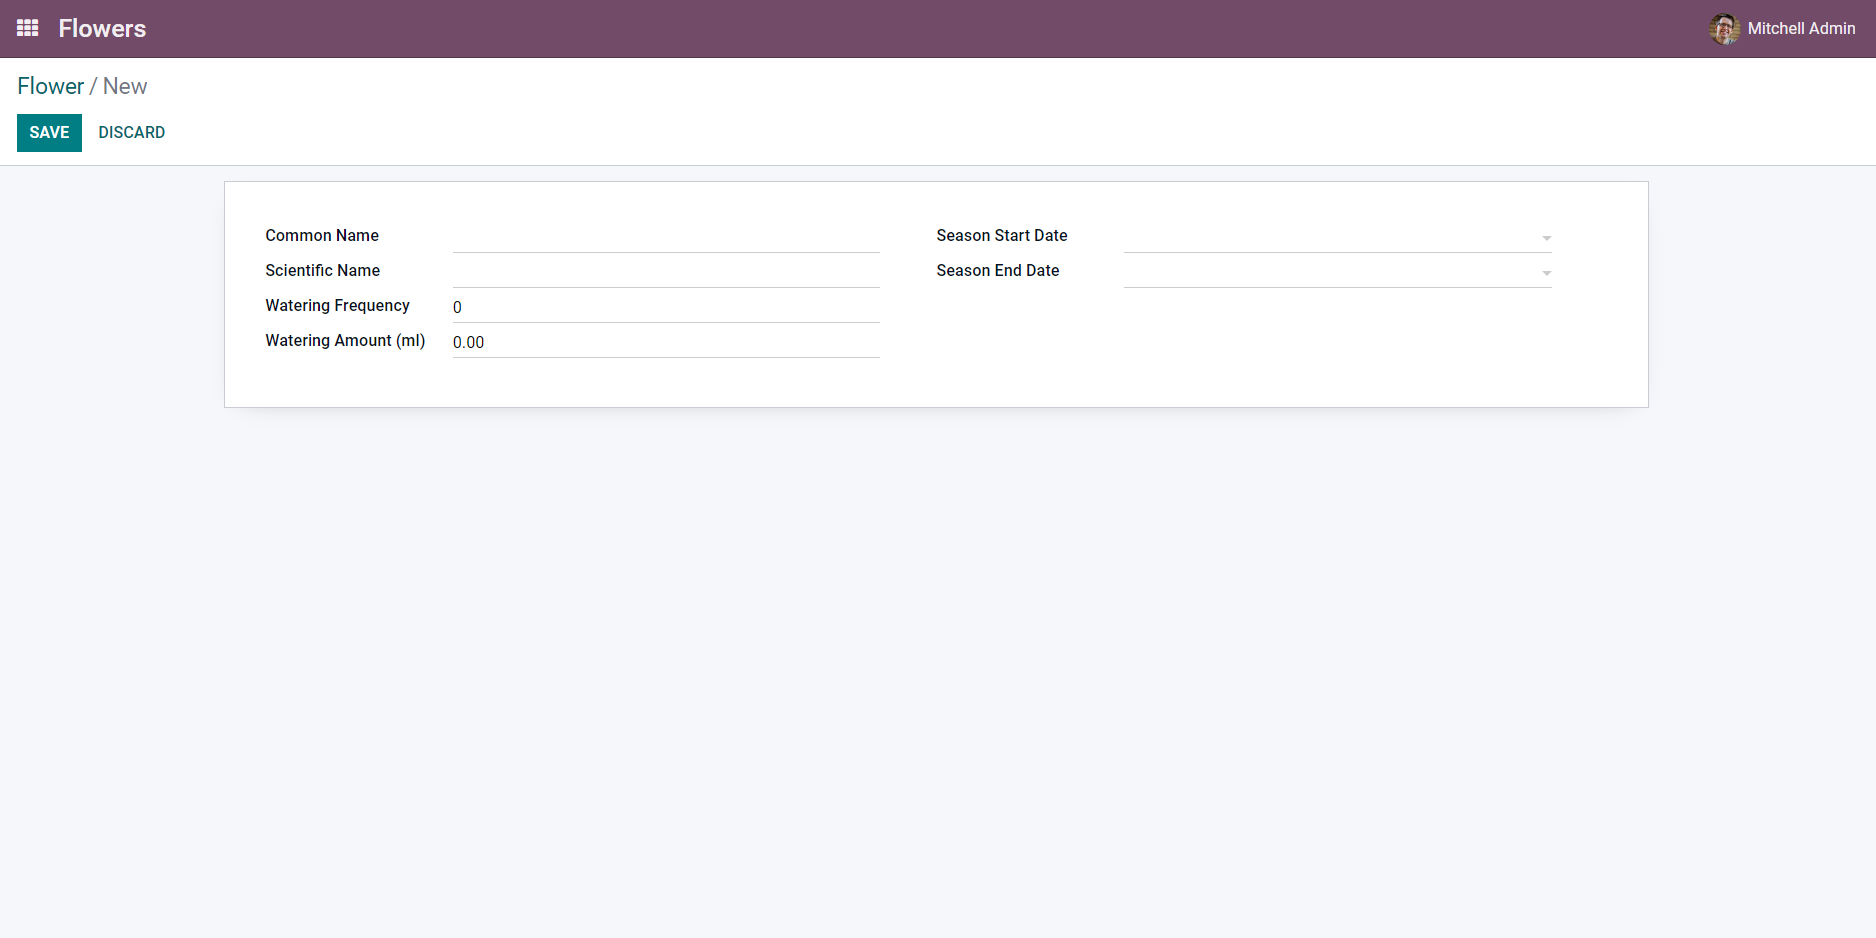 Flowers
Mitchell Admin
Flower / New
SAVE DISCARD
Common Name
Scientific Name
Watering Frequency 0
Watering Amount (ml) 0.00
Season Start Date
Season End Date